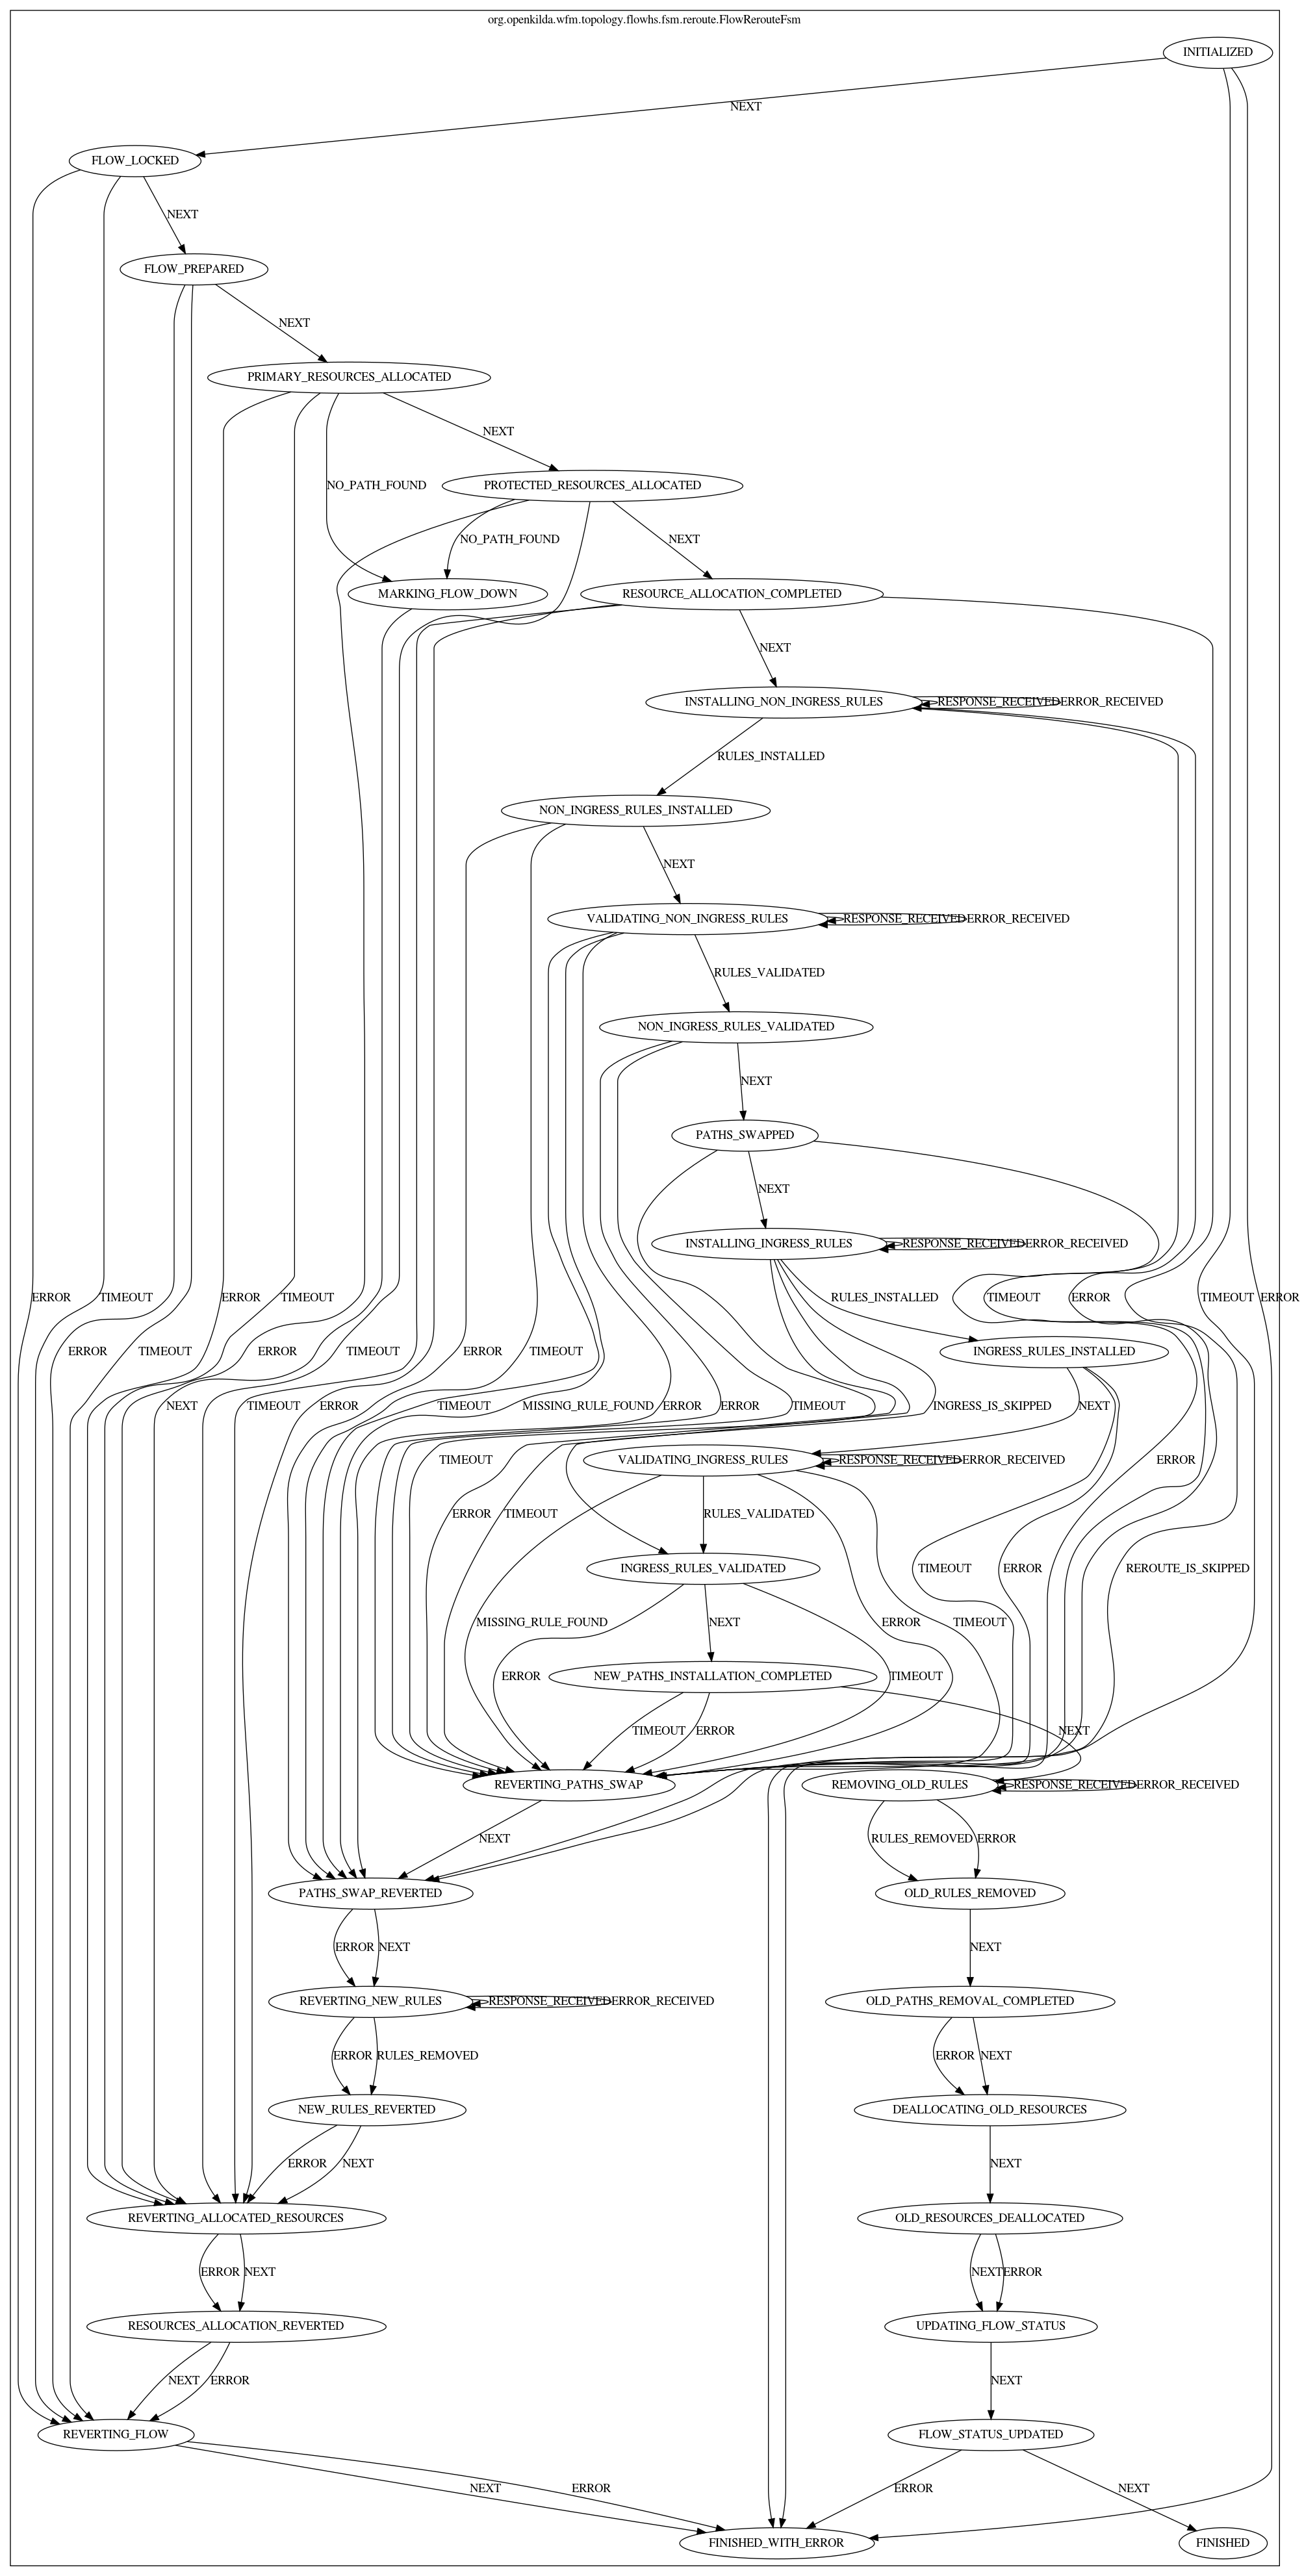 org.openkilda.wfm.topology.flowhs.fsm.reroute.FlowRerouteFsm
INITIALIZED
NEXT
FLOW_LOCKED
NEXT
FLOW_PREPARED
NEXT
PRIMARY_RESOURCES_ALLOCATED
NEXT
NO_PATH_FOUND
PROTECTED_RESOURCES_ALLOCATED
NO_PATH_FOUND
NEXT
MARKING_FLOW_DOWN
RESOURCE_ALLOCATION_COMPLETED
NEXT
INSTALLING_NON_INGRESS_RULES
RESPONSE_RECEIVED
ERROR_RECEIVED
RULES_INSTALLED
NON_INGRESS_RULES_INSTALLED
NEXT
VALIDATING_NON_INGRESS_RULES
RESPONSE_RECEIVED
ERROR_RECEIVED
RULES_VALIDATED
NON_INGRESS_RULES_VALIDATED
NEXT
PATHS_SWAPPED
NEXT
INSTALLING_INGRESS_RULES
RESPONSE_RECEIVED
ERROR_RECEIVED
ERROR
TIMEOUT
ERROR
TIMEOUT
RULES_INSTALLED
TIMEOUT
ERROR
TIMEOUT
ERROR
ERROR
TIMEOUT
ERROR
TIMEOUT
ERROR
TIMEOUT
INGRESS_RULES_INSTALLED
NEXT
TIMEOUT
ERROR
TIMEOUT
MISSING_RULE_FOUND
ERROR
ERROR
TIMEOUT
INGRESS_IS_SKIPPED
NEXT
TIMEOUT
VALIDATING_INGRESS_RULES
RESPONSE_RECEIVED
ERROR_RECEIVED
ERROR
ERROR
TIMEOUT
RULES_VALIDATED
INGRESS_RULES_VALIDATED
TIMEOUT
ERROR
REROUTE_IS_SKIPPED
MISSING_RULE_FOUND
NEXT
ERROR
TIMEOUT
ERROR
NEW_PATHS_INSTALLATION_COMPLETED
TIMEOUT
TIMEOUT
ERROR
NEXT
REVERTING_PATHS_SWAP
REMOVING_OLD_RULES
RESPONSE_RECEIVED
ERROR_RECEIVED
NEXT
RULES_REMOVED
ERROR
PATHS_SWAP_REVERTED
OLD_RULES_REMOVED
ERROR
NEXT
NEXT
REVERTING_NEW_RULES
RESPONSE_RECEIVED
ERROR_RECEIVED
OLD_PATHS_REMOVAL_COMPLETED
ERROR
RULES_REMOVED
ERROR
NEXT
NEW_RULES_REVERTED
DEALLOCATING_OLD_RESOURCES
ERROR
NEXT
NEXT
REVERTING_ALLOCATED_RESOURCES
OLD_RESOURCES_DEALLOCATED
ERROR
NEXT
NEXT
ERROR
RESOURCES_ALLOCATION_REVERTED
UPDATING_FLOW_STATUS
NEXT
ERROR
NEXT
REVERTING_FLOW
FLOW_STATUS_UPDATED
NEXT
ERROR
ERROR
NEXT
FINISHED_WITH_ERROR
FINISHED